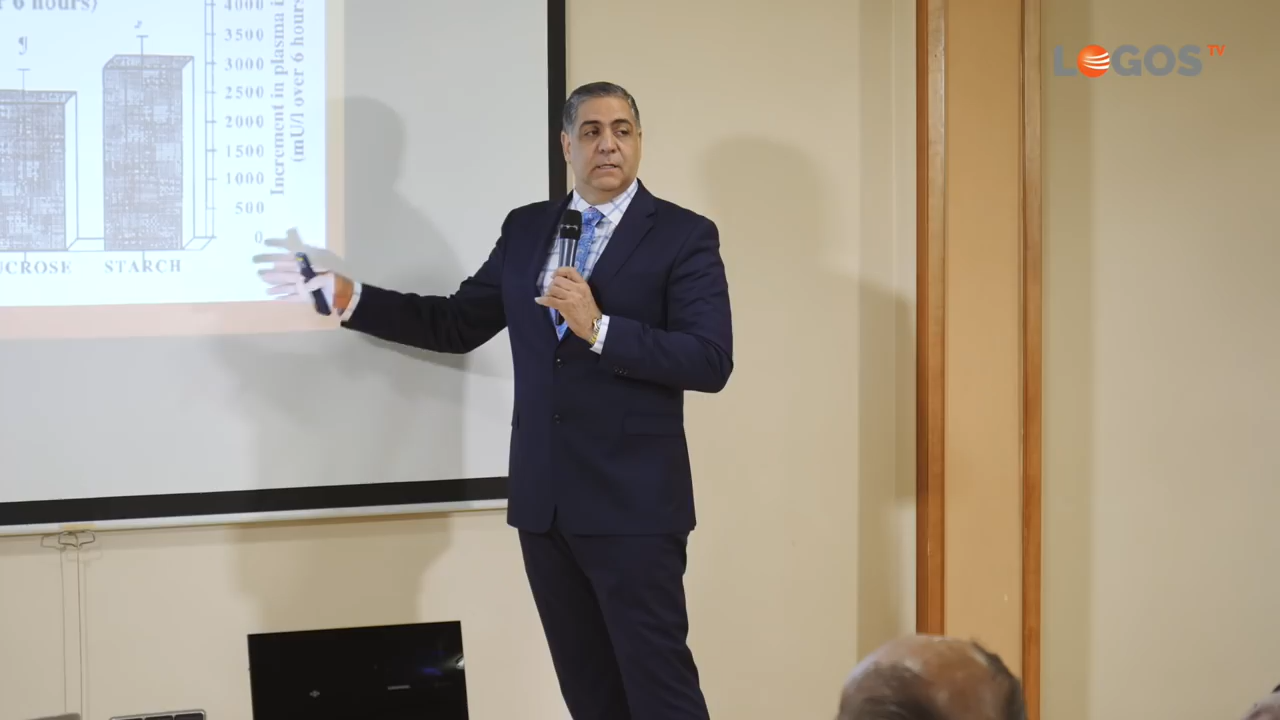 6 hours)
¶
UCROSE STARCH
4000
3500
3000
2500
2000
1500
1000
500
0
Increment in plasma i
(mU/l over 6 hours
LOGOS TV